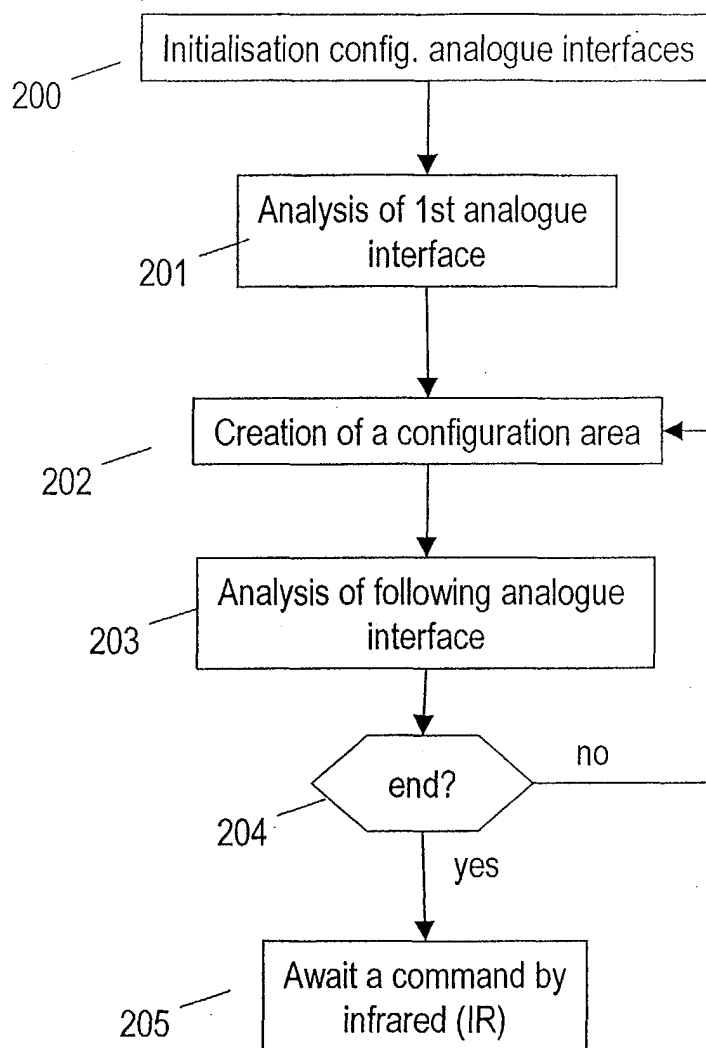 Initialisation config. analogue interfaces
200
Analysis of 1st analogue
interface
201
Creation of a configuration area
202
Analysis of following analogue
interface
203
end?
no
204
yes
Await a command by
infrared (IR)
205